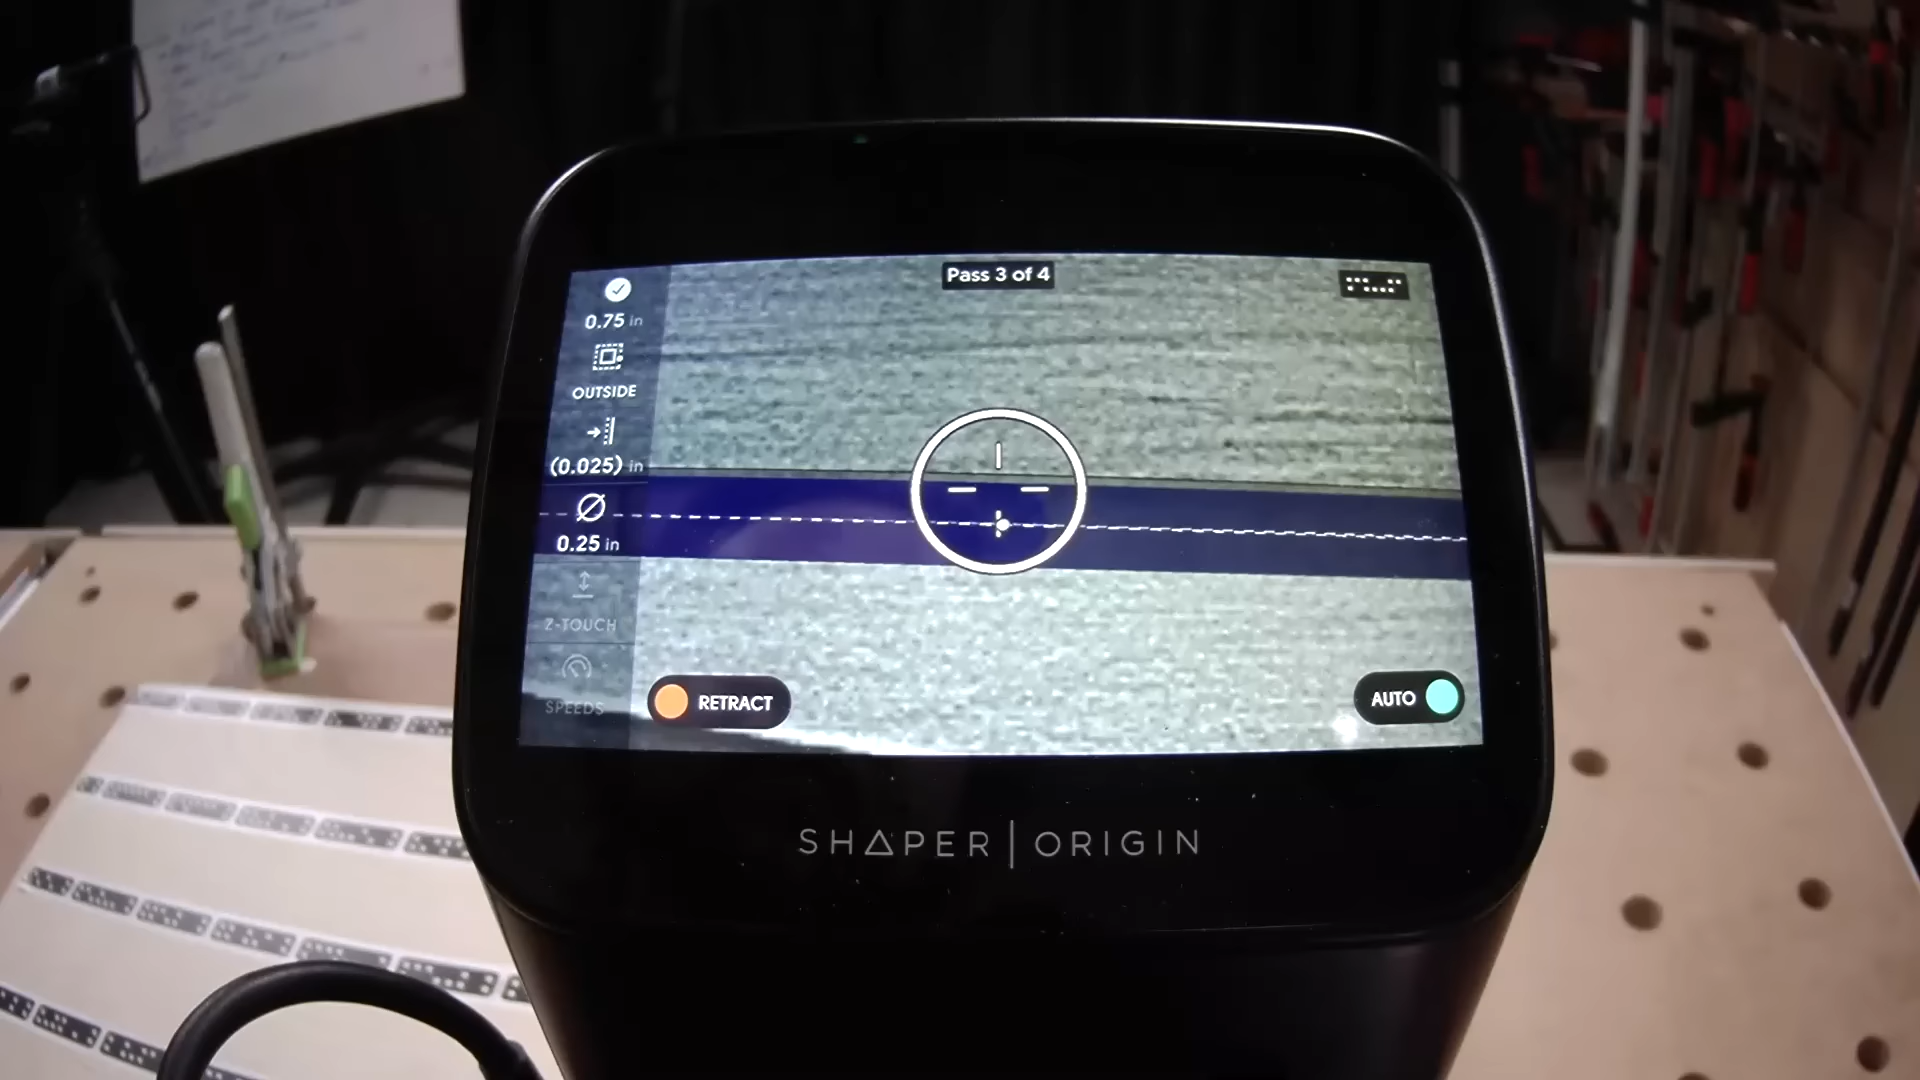 Pass 3 of 4
0.75 in
OUTSIDE
(0.025) in
0.25 in
Z-TOUCH
SPEEDS
RETRACT
AUTO
SHAPER | ORIGIN